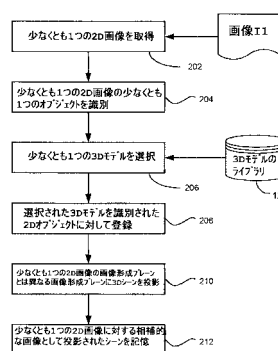 少なくとも1つの2D画像を取得
画像I1
202
少なくとも1つの2D画像の少なくとも
1つのオブジェクトを識別
204
少なくとも1つの3Dモデルを選択
3Dモデルの
ライブラリ
206
選択された3Dモデルを識別された
2Dオブジェクトに対して登録
208
少なくとも1つの2D画像の画像形成プレーン
とは異なる画像形成プレーンに3Dシーンを投影
210
少なくとも1つの2D画像に対する相補的
な画像として投影されたシーンを記憶
212